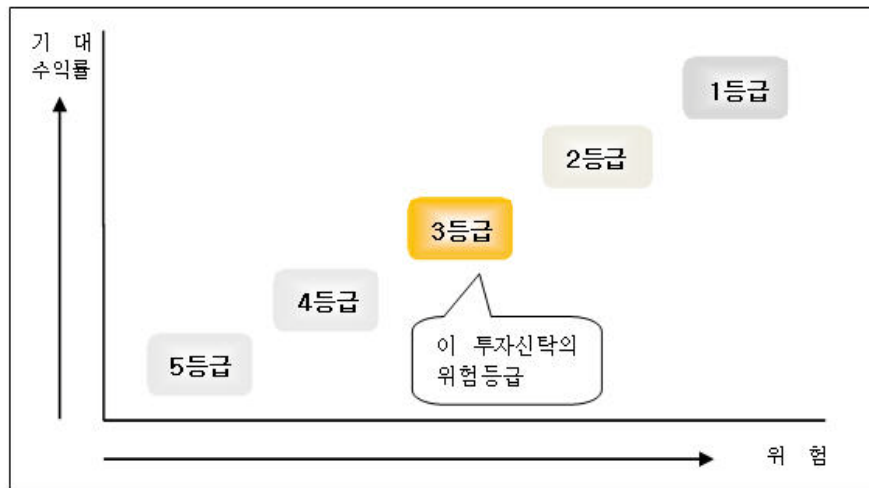 기 대
수익률
1등급
2등급
3등급
4등급
이 투자신탁의
위험등급
5등급
위 험